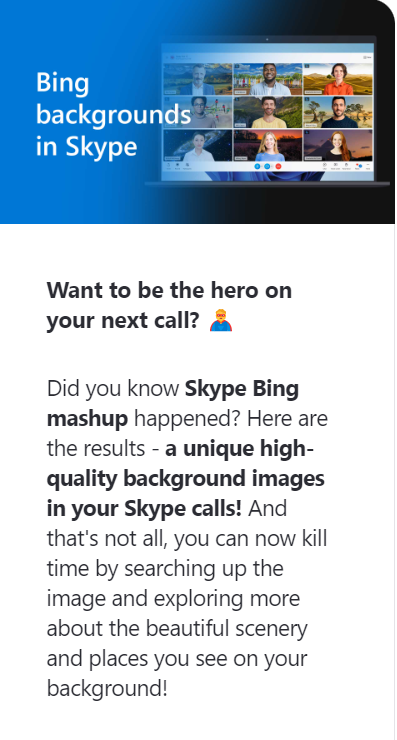 Bing
backgrounds
in Skype
Want to be the hero on
your next call? 🦸
Did you know Skype Bing
mashup happened? Here are
the results - a unique high-
quality background images
in your Skype calls! And
that's not all, you can now kill
time by searching up the
image and exploring more
about the beautiful scenery
and places you see on your
background!